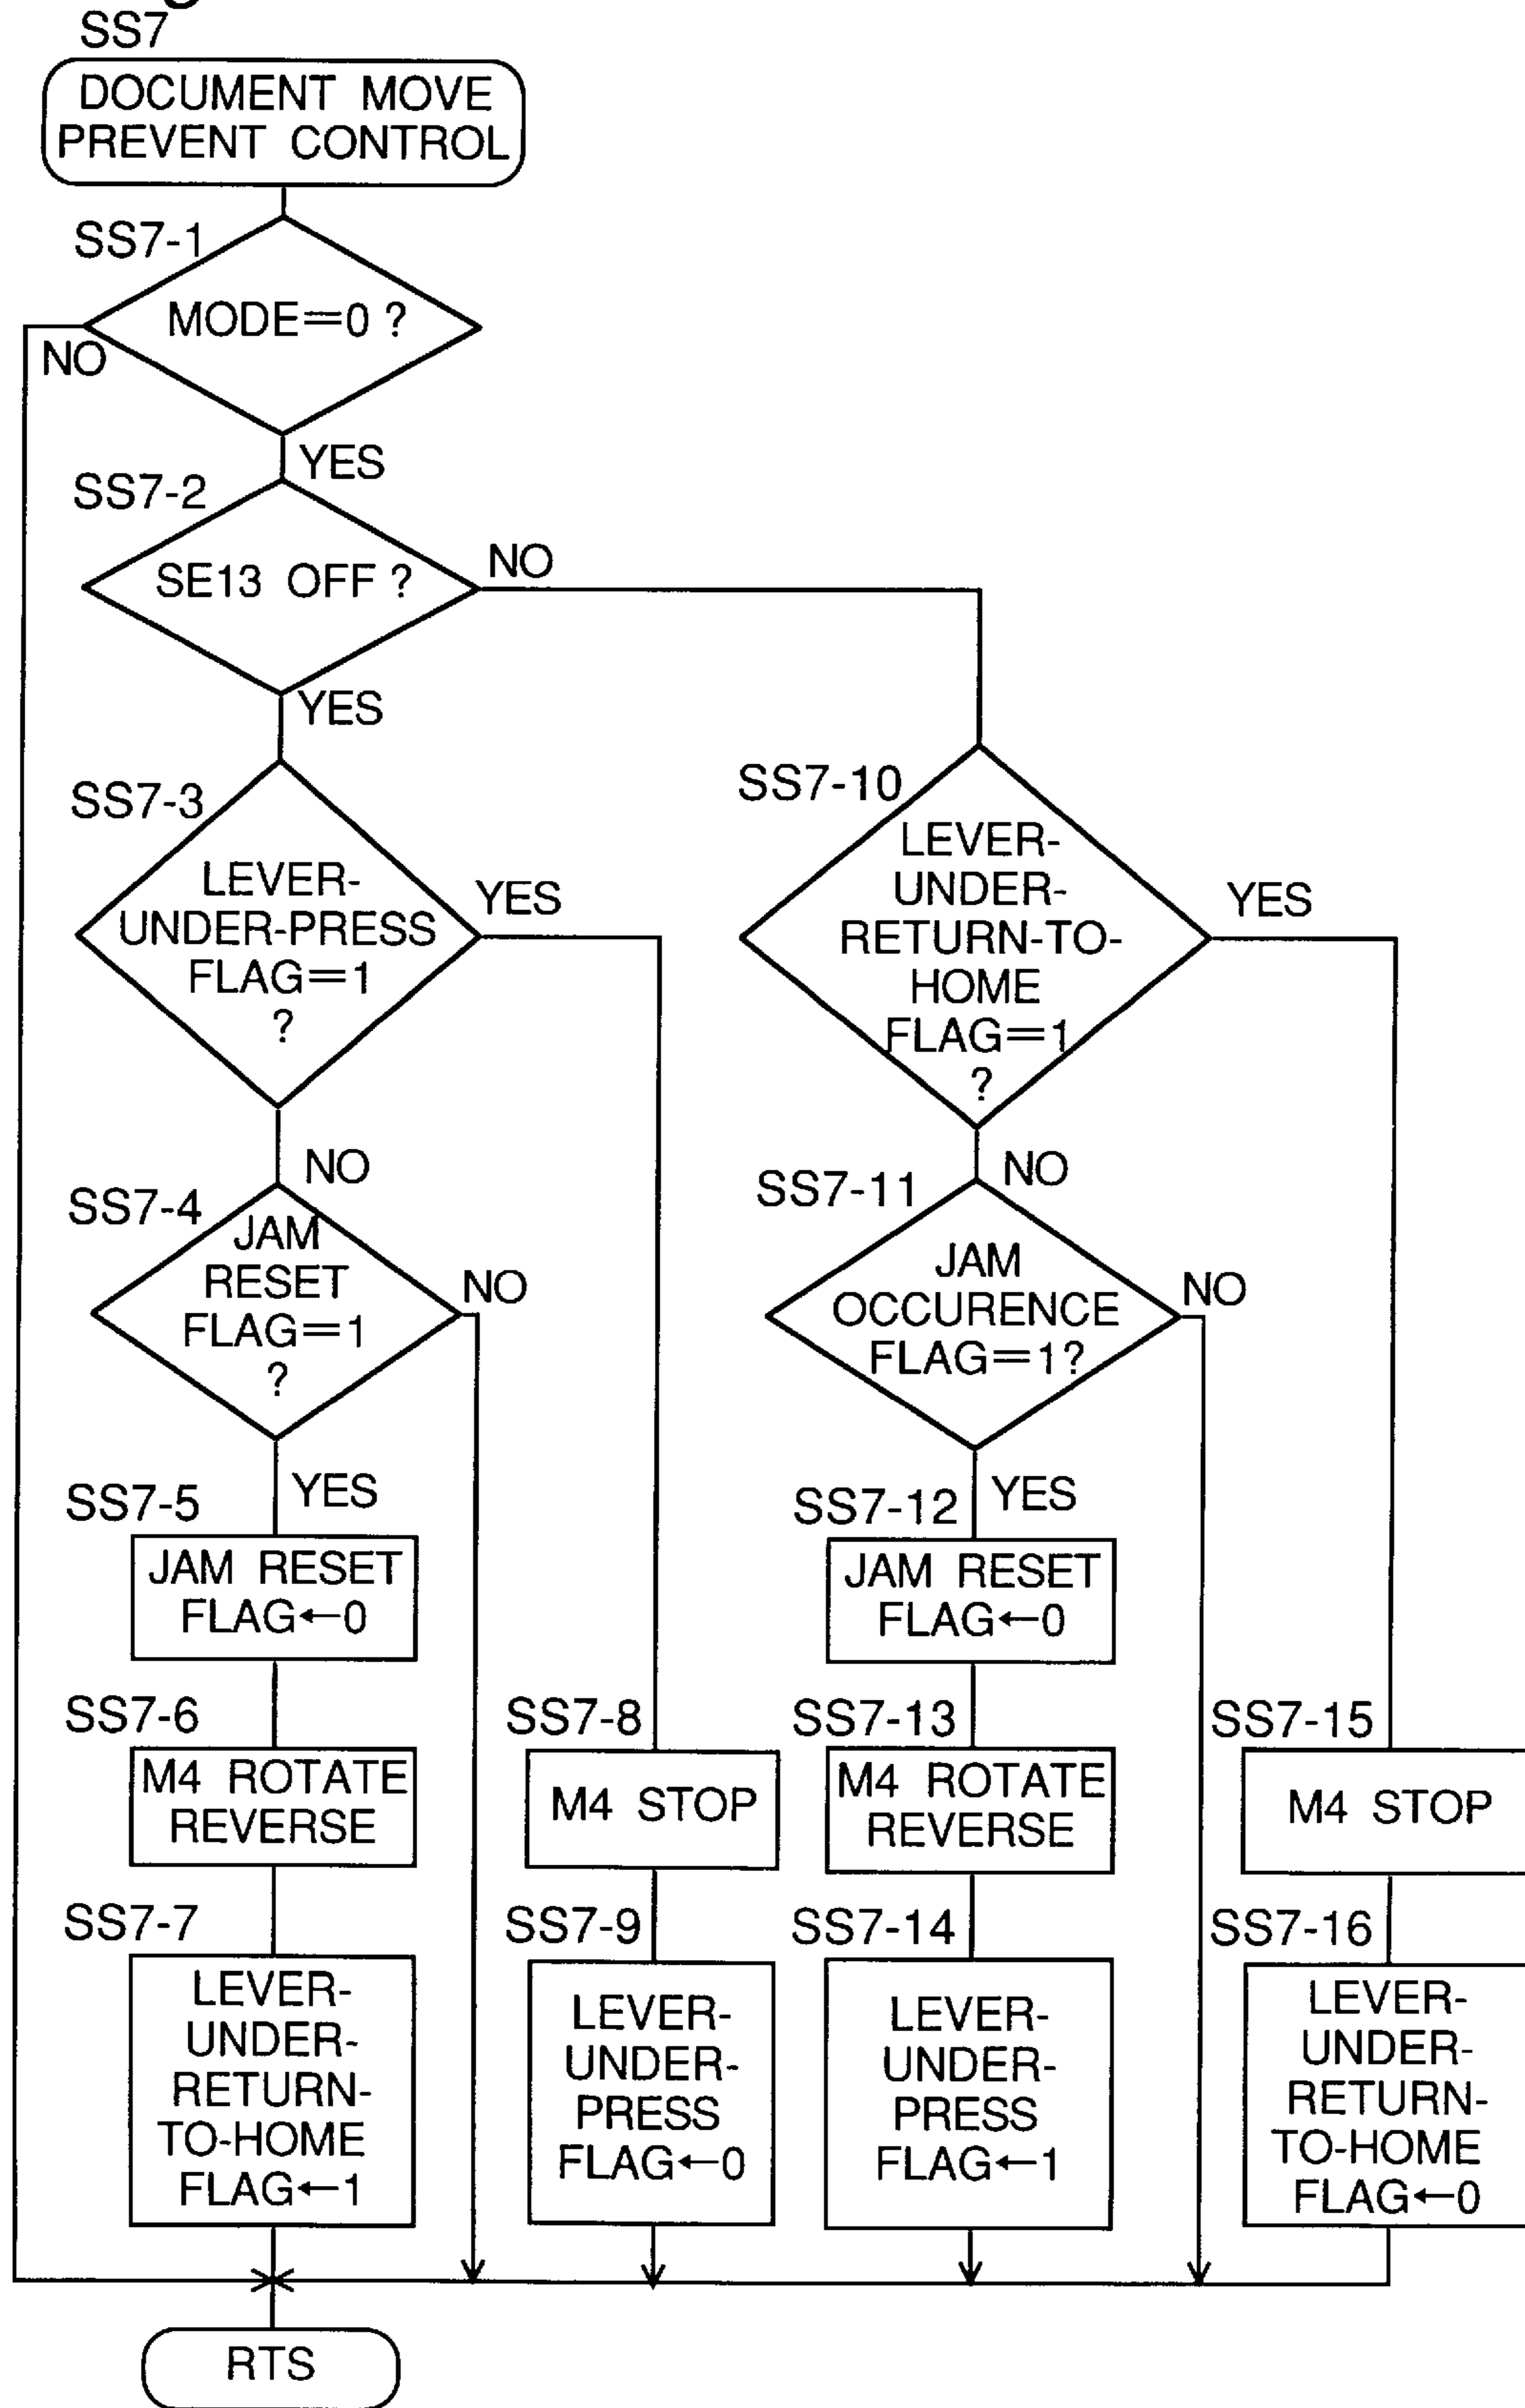 SS7
DOCUMENT MOVE
PREVENT CONTROL
SS7-1
MODE=0 ?
NO
YES
SS7-2
SE13 OFF ?
NO
YES
SS7-3
LEVER-
UNDER-PRESS
FLAG=1
?
YES
NO
SS7-4
JAM
RESET
FLAG=1
?
NO
YES
SS7-5
JAM RESET
FLAG←0
SS7-6
M4 ROTATE
REVERSE
SS7-7
LEVER-
UNDER-
RETURN-
TO-HOME
FLAG←1
SS7-8
M4 STOP
SS7-9
LEVER-
UNDER-
PRESS
FLAG←0
SS7-10
LEVER-
UNDER-
RETURN-TO-
HOME
FLAG=1
?
YES
NO
SS7-11
JAM
OCCURENCE
FLAG=1?
NO
YES
SS7-12
JAM RESET
FLAG←0
SS7-13
M4 ROTATE
REVERSE
SS7-14
LEVER-
UNDER-
PRESS
FLAG←1
SS7-15
M4 STOP
SS7-16
LEVER-
UNDER-
RETURN-
TO-HOME
FLAG←0
RTS